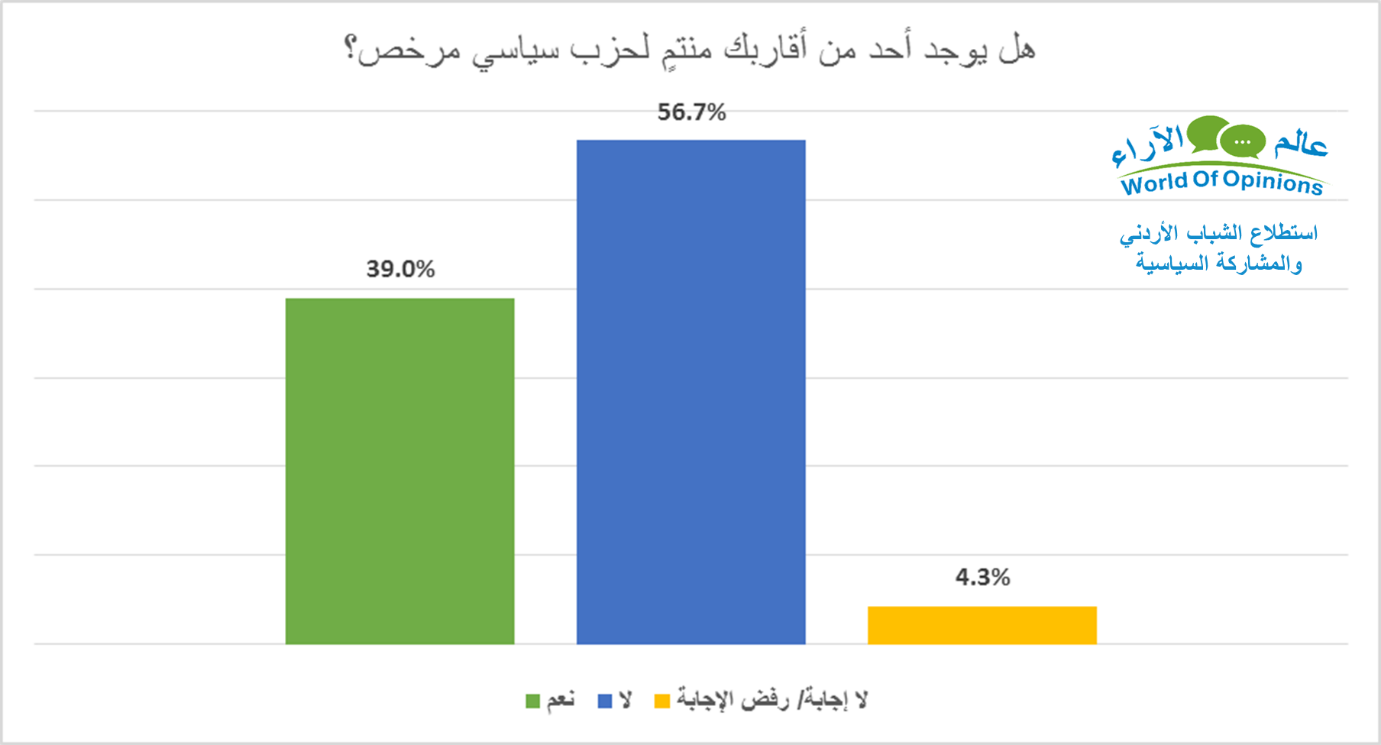 هل يوجد أحد من أقاربك منتمٍ لحزب سياسي مرخص؟
56.7%
39.0%
4.3%
عالم الآراء
World Of Opinions
استطلاع الشباب الأردني
والمشاركة السياسية
نعم
لا
لا إجابة/ رفض الإجابة